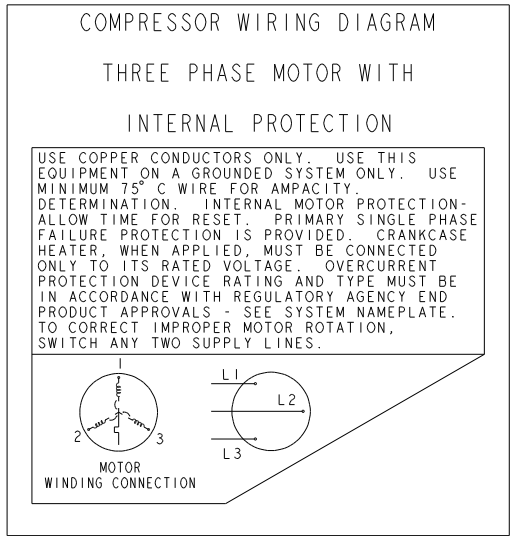 COMPRESSOR WIRING DIAGRAM
THREE PHASE MOTOR WITH
INTERNAL PROTECTION
USE COPPER CONDUCTORS ONLY. USE THIS
EQUIPMENT ON A GROUNDED SYSTEM ONLY. USE
MINIMUM 75° C WIRE FOR AMPACITY.
DETERMINATION. INTERNAL MOTOR PROTECTION-
ALLOW TIME FOR RESET. PRIMARY SINGLE PHASE
FAILURE PROTECTION IS PROVIDED. CRANKCASE
HEATER, WHEN APPLIED, MUST BE CONNECTED
ONLY TO ITS RATED VOLTAGE. OVERCURRENT
PROTECTION DEVICE RATING AND TYPE MUST BE
IN ACCORDANCE WITH REGULATORY AGENCY END
PRODUCT APPROVALS - SEE SYSTEM NAMEPLATE.
TO CORRECT IMPROPER MOTOR ROTATION,
SWITCH ANY TWO SUPPLY LINES.
1
2
3
MOTOR
WINDING CONNECTION
L1
L2
L3